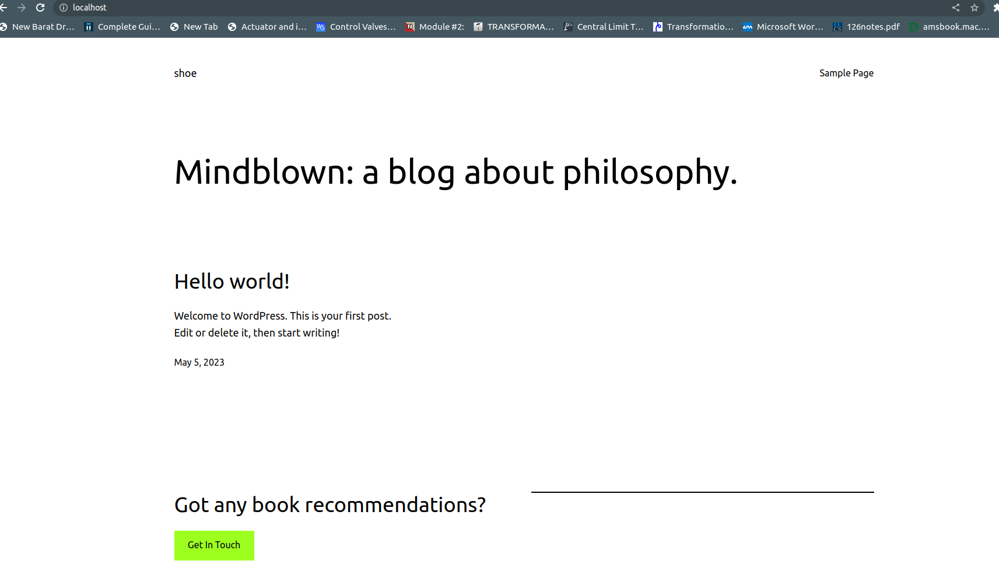 localhost
New Barat Dr... Complete Gui... New Tab Actuator and i... Control Valves... Module #2: TRANSFORMA... Central Limit T... Transformatio... Microsoft Wor... 126notes.pdf amsbook.mac....
shoe Sample Page
Mindblown: a blog about philosophy.
Hello world!
Welcome to WordPress. This is your first post.
Edit or delete it, then start writing!
May 5, 2023
Got any book recommendations?
Get In Touch